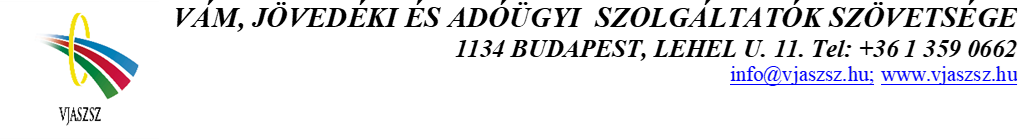 VÁM, JÖVEDÉKI ÉS ADÓÜGYI SZOLGÁLTATÓK SZÖVETSÉGE
1134 BUDAPEST, LEHEL U. 11. Tel: +36 1 359 0662
info@vjaszsz.hu; www.vjaszsz.hu
VJASZSZ